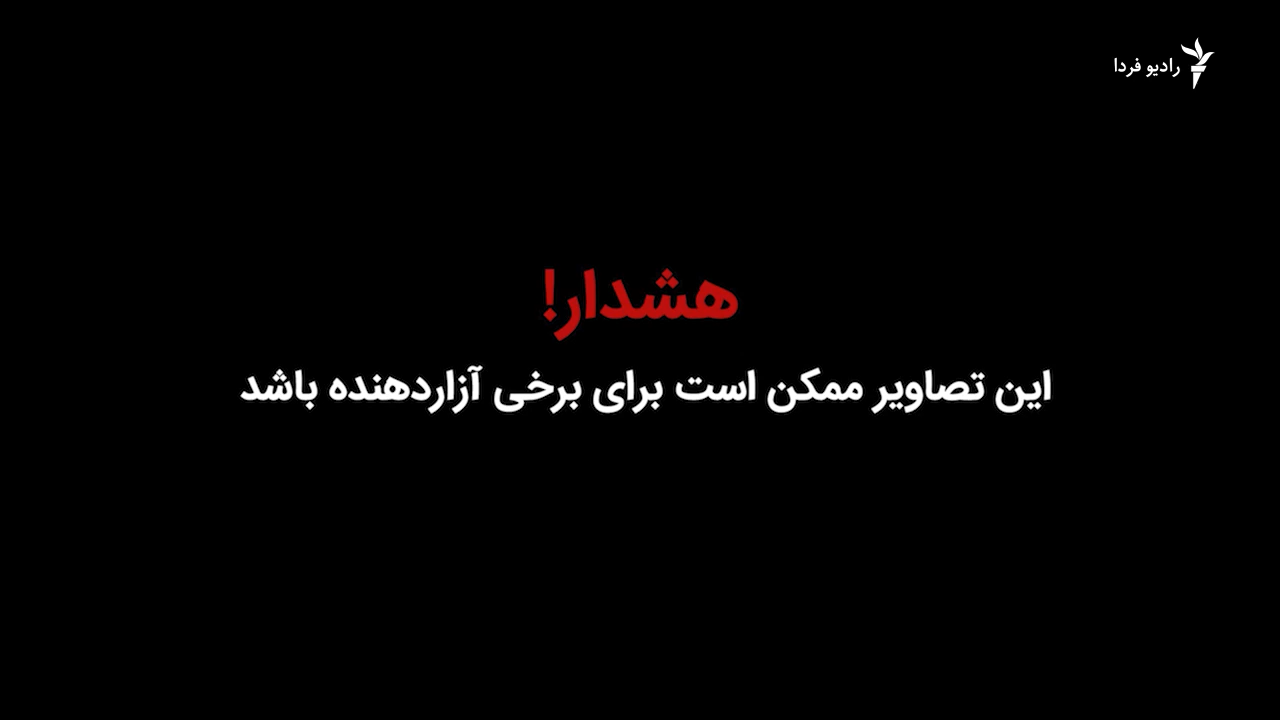 رادیو فردا
هشدار!
این تصاویر ممکن است برای برخی آزاردهنده باشد